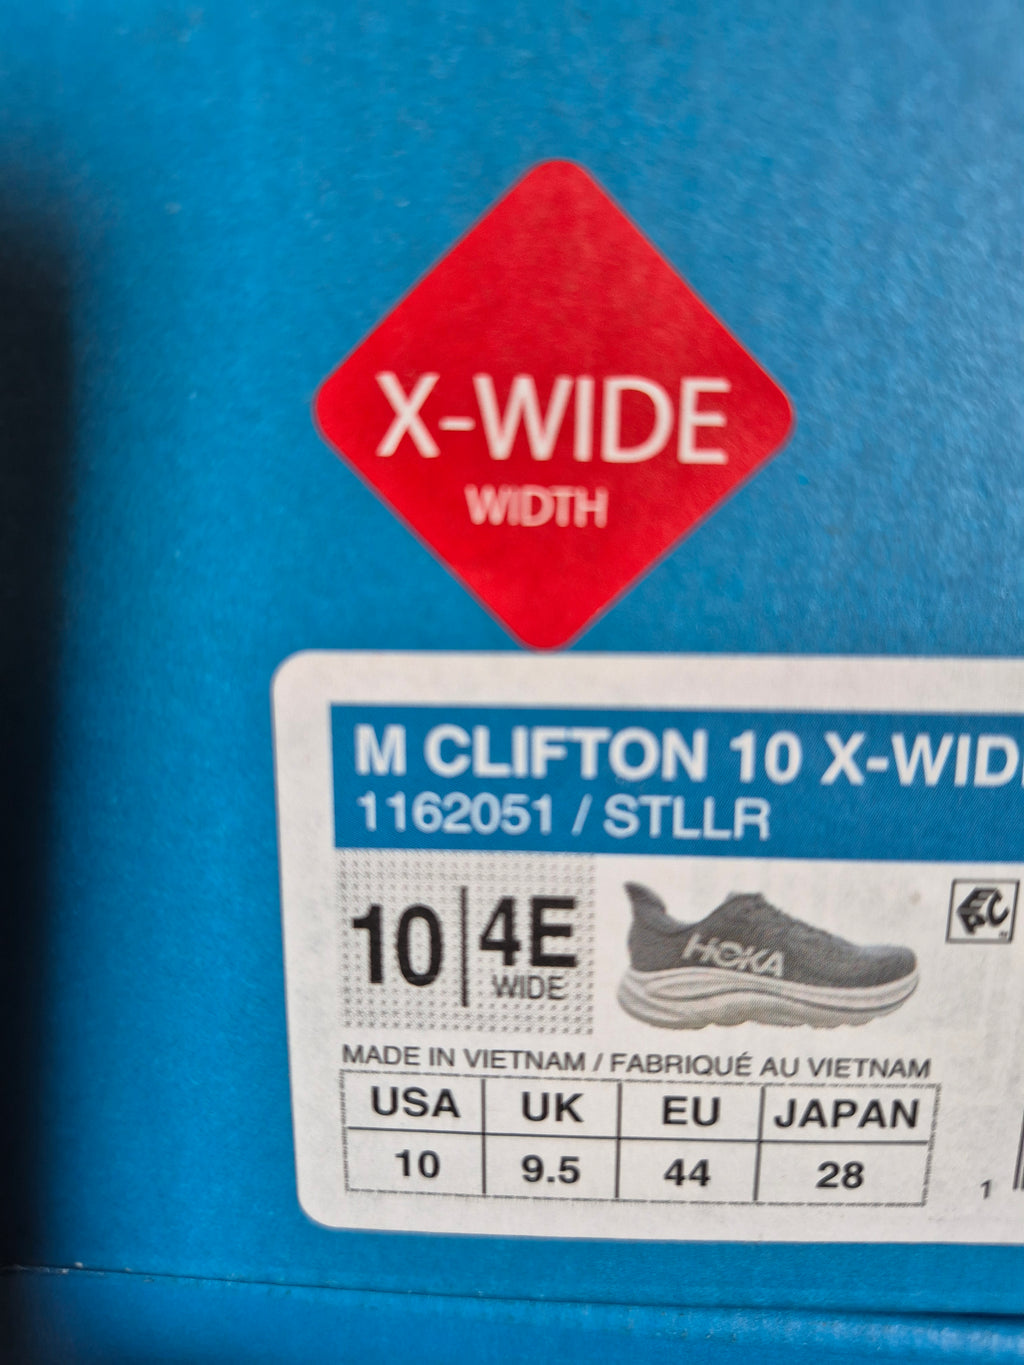 X-WIDE
WIDTH
M CLIFTON 10 X-WID
1162051 / STLLR
10 4E
WIDE
HOKA
EAC
MADE IN VIETNAM / FABRIQUÉ AU VIETNAM
USA UK EU JAPAN
10 9.5 44 28
1